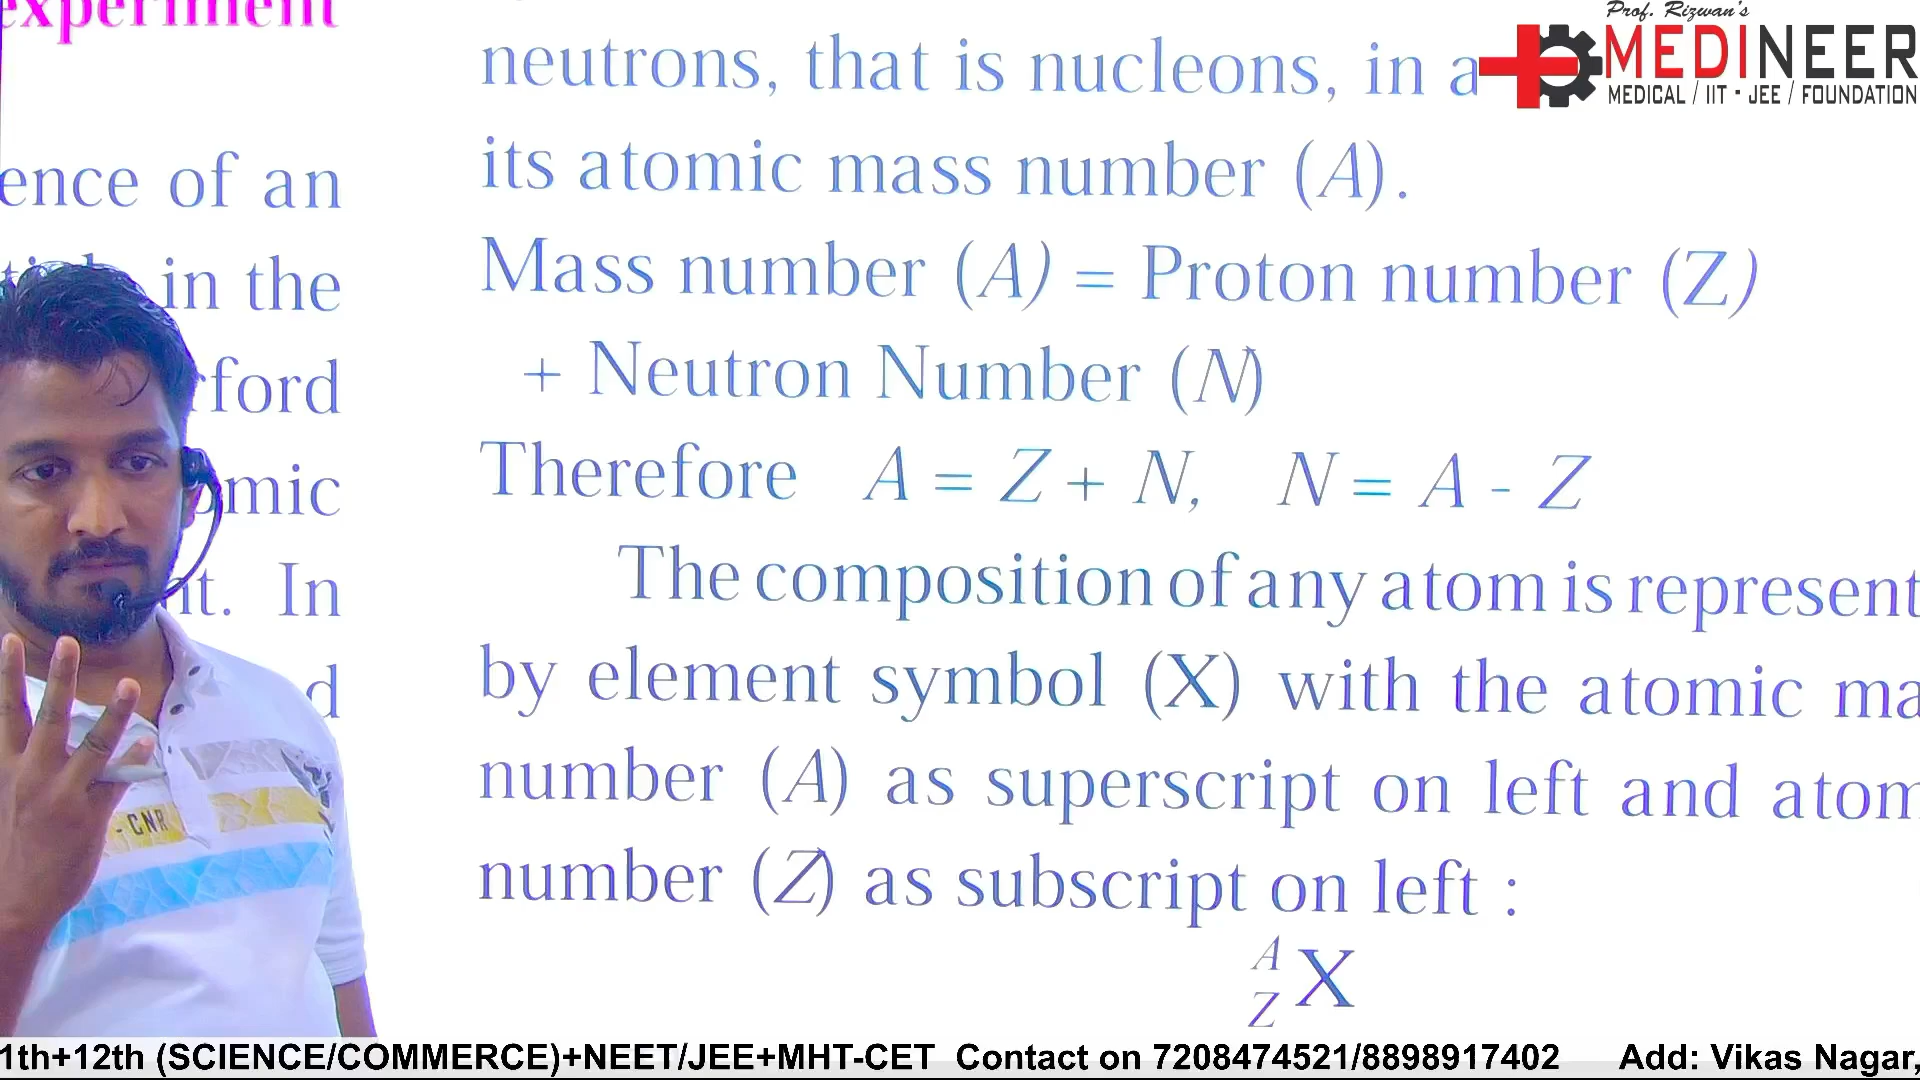 experiment
ence of an
in the
rford
omic
nt. In
d
neutrons, that is nucleons, in a
its atomic mass number (A).
Mass number (A) = Proton number (Z)
+ Neutron Number (N)
Therefore A = Z + N, N = A - Z
The composition of any atom is represent
by element symbol (X) with the atomic ma
number (A) as superscript on left and atom
number (Z) as subscript on left :
A
Z X
Prof. Rizwan's
MEDINEER
MEDICAL / IIT - JEE / FOUNDATION
- CNR
1th+12th (SCIENCE/COMMERCE)+NEET/JEE+MHT-CET Contact on 7208474521/8898917402 Add: Vikas Nagar,